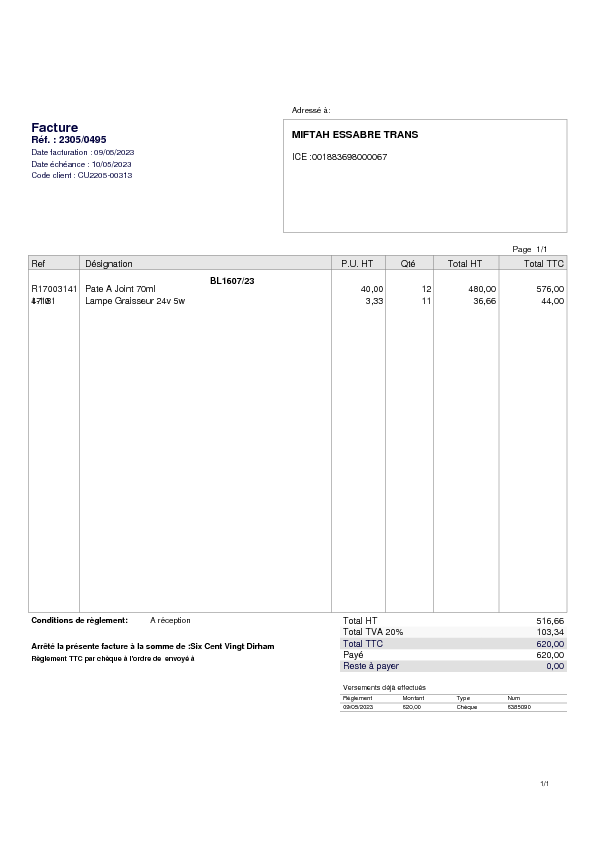 Adressé à:
Facture
Réf. : 2305/0495
Date facturation : 09/05/2023
Date échéance : 10/05/2023
Code client : CU2205-00313
MIFTAH ESSABRE TRANS
ICE :001883698000067
Page 1/1
Ref Désignation P.U. HT Qté Total HT Total TTC
BL1607/23
R17003141 Pate A Joint 70ml 40,00 12 480,00 576,00
Lampe Graisseur 24v 5w 3,33 11 36,66 44,00
Conditions de règlement: A réception
Total HT 516,66
Total TVA 20% 103,34
Total TTC 620,00
Payé 620,00
Reste à payer 0,00
Arrêté la présente facture à la somme de :Six Cent Vingt Dirham
Règlement TTC par chèque à l'ordre de envoyé à
Versements déjà effectués
Règlement Montant Type Num
09/05/2023 620,00 Chèque
1/1